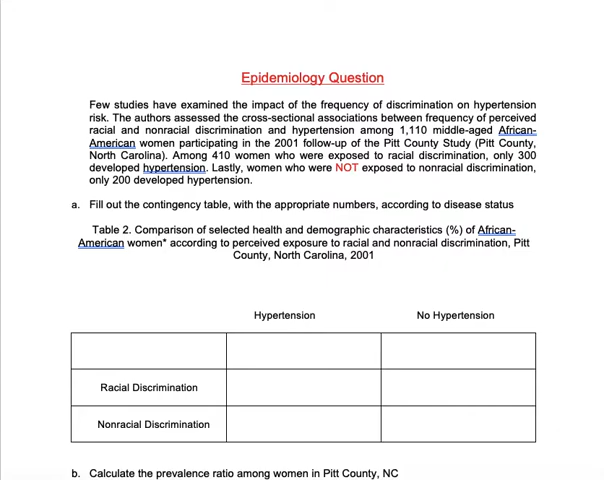 Epidemiology Question
Few studies have examined the impact of the frequency of discrimination on hypertension
risk. The authors assessed the cross-sectional associations between frequency of perceived
racial and nonracial discrimination and hypertension among 1,110 middle-aged African-
American women participating in the 2001 follow-up of the Pitt County Study (Pitt County,
North Carolina). Among 410 women who were exposed to racial discrimination, only 300
developed hypertension. Lastly, women who were NOT exposed to nonracial discrimination,
only 200 developed hypertension.
a. Fill out the contingency table, with the appropriate numbers, according to disease status
Table 2. Comparison of selected health and demographic characteristics (%) of African-
American women* according to perceived exposure to racial and nonracial discrimination, Pitt
County, North Carolina, 2001
Hypertension No Hypertension
Racial Discrimination
Nonracial Discrimination
b. Calculate the prevalence ratio among women in Pitt County, NC